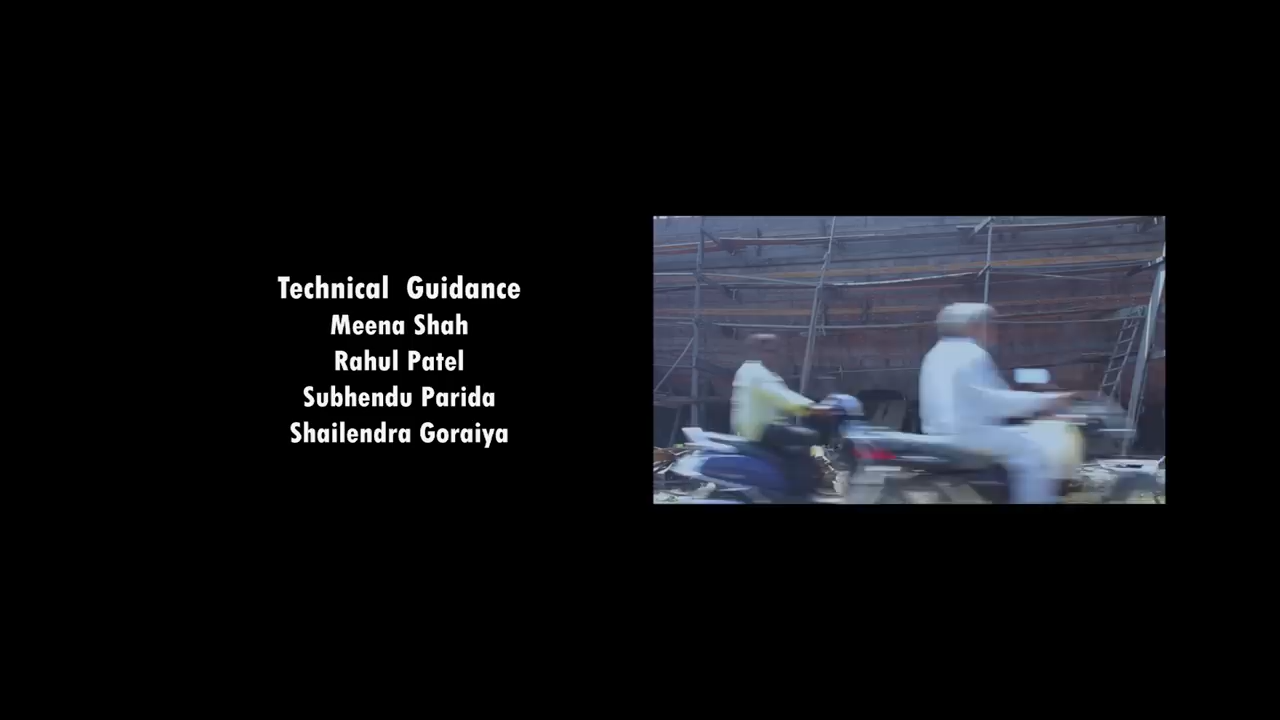 Technical Guidance
Meena Shah
Rahul Patel
Subhendu Parida
Shailendra Goraiya